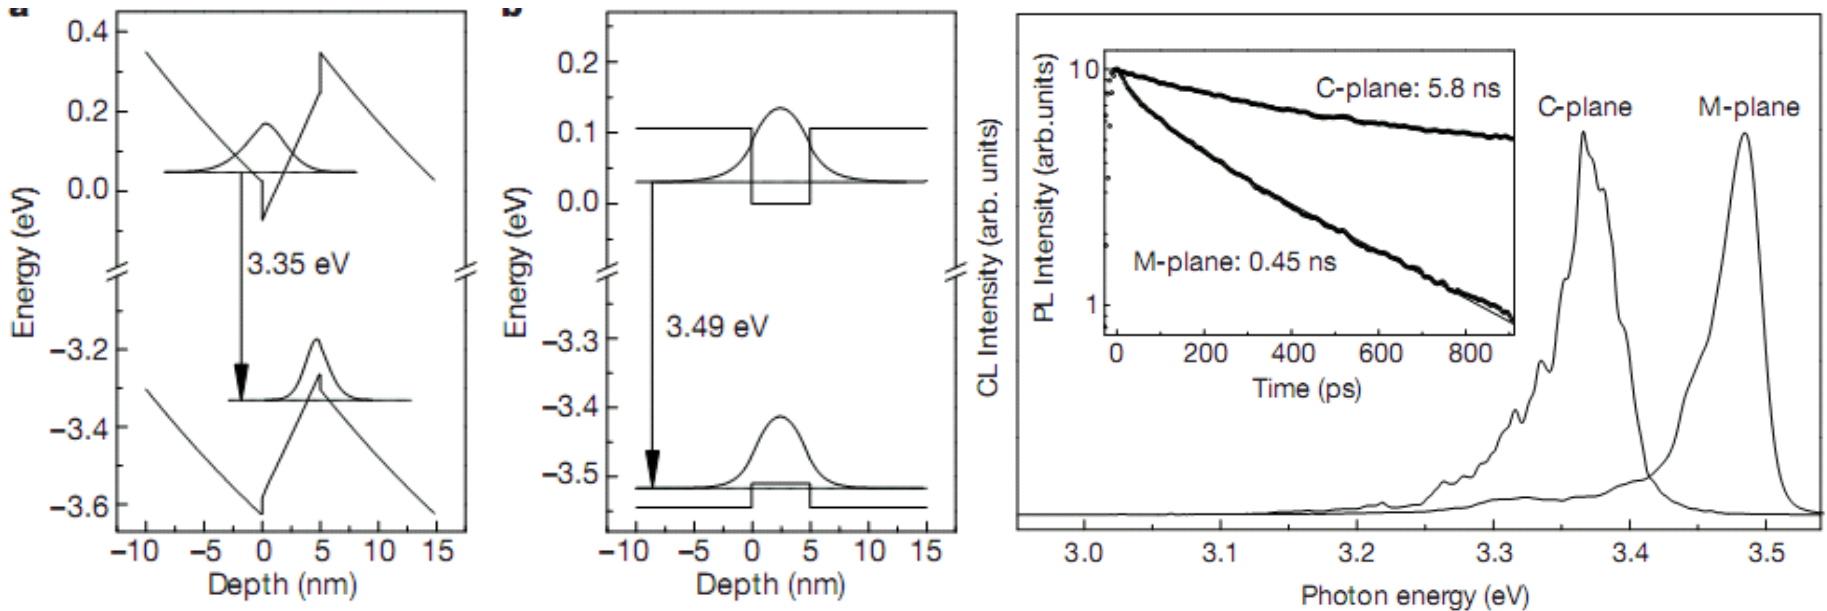 a
0.4
0.2
0.0
−3.2
−3.4
−3.6
Energy (eV)
3.35 eV
−10 −5 0 5 10 15
Depth (nm)
b
0.2
0.1
0.0
−3.3
−3.4
−3.5
Energy (eV)
3.49 eV
−10 −5 0 5 10 15
Depth (nm)
CL Intensity (arb. units)
PL Intensity (arb.units)
10
1
C-plane: 5.8 ns
M-plane: 0.45 ns
0 200 400 600 800
Time (ps)
C-plane
M-plane
3.0 3.1 3.2 3.3 3.4 3.5
Photon energy (eV)